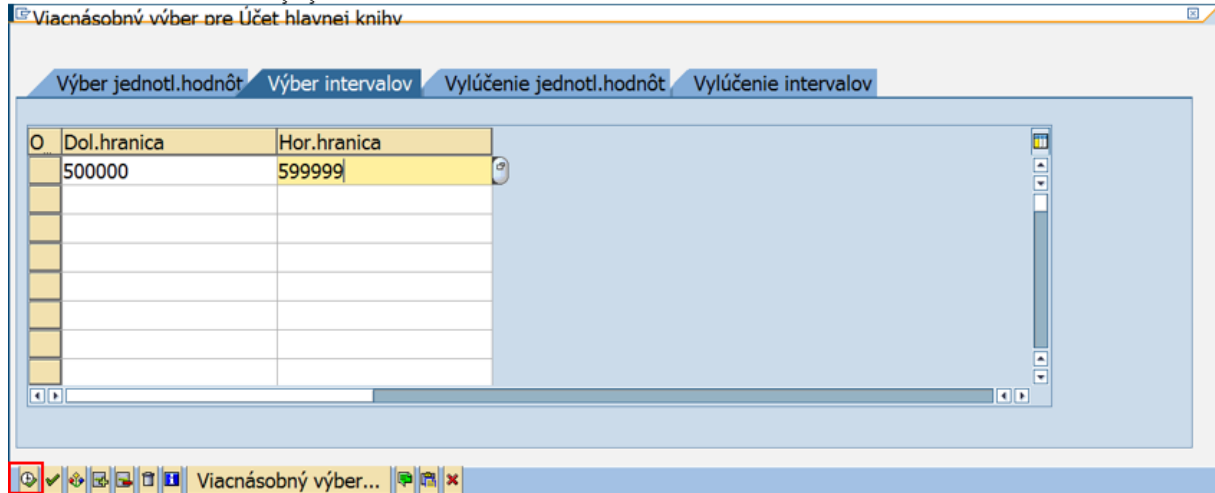 Viacnásobný výber pre Účet hlavnej knihy
Výber jednotl.hodnôt Výber intervalov Vylúčenie jednotl.hodnôt Vylúčenie intervalov
O... Dol.hranica Hor.hranica
500000 599999
Viacnásobný výber...